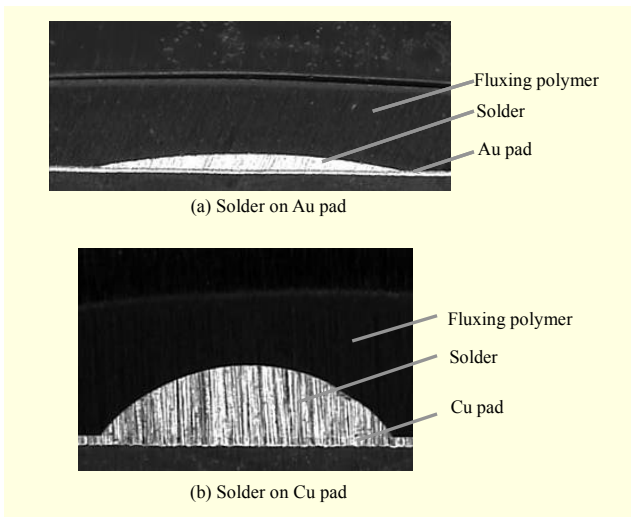 Fluxing polymer
Solder
Au pad
(a) Solder on Au pad
Fluxing polymer
Solder
Cu pad
(b) Solder on Cu pad